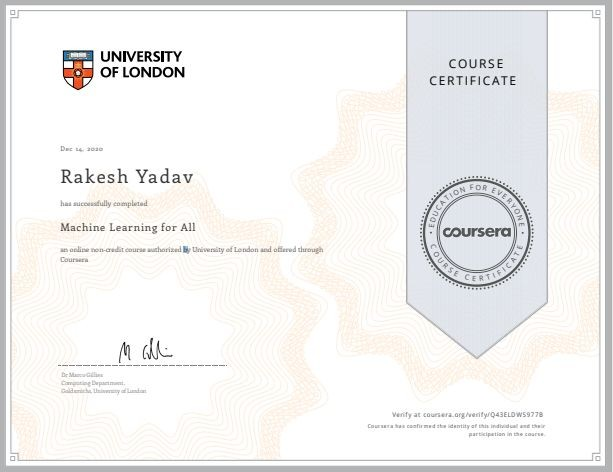 UNIVERSITY
OF LONDON
COURSE
CERTIFICATE
Dec 14, 2020
Rakesh Yadav
has successfully completed
Machine Learning for All
an online non-credit course authorized by University of London and offered through
Coursera
EDUCATION FOR EVERYONE
coursera
COURSE CERTIFICATE
Dr Marco Gillies
Computing Department,
Goldsmiths, University of London
Verify at coursera.org/verify/Q43ELDWS977B
Coursera has confirmed the identity of this individual and their
participation in the course.